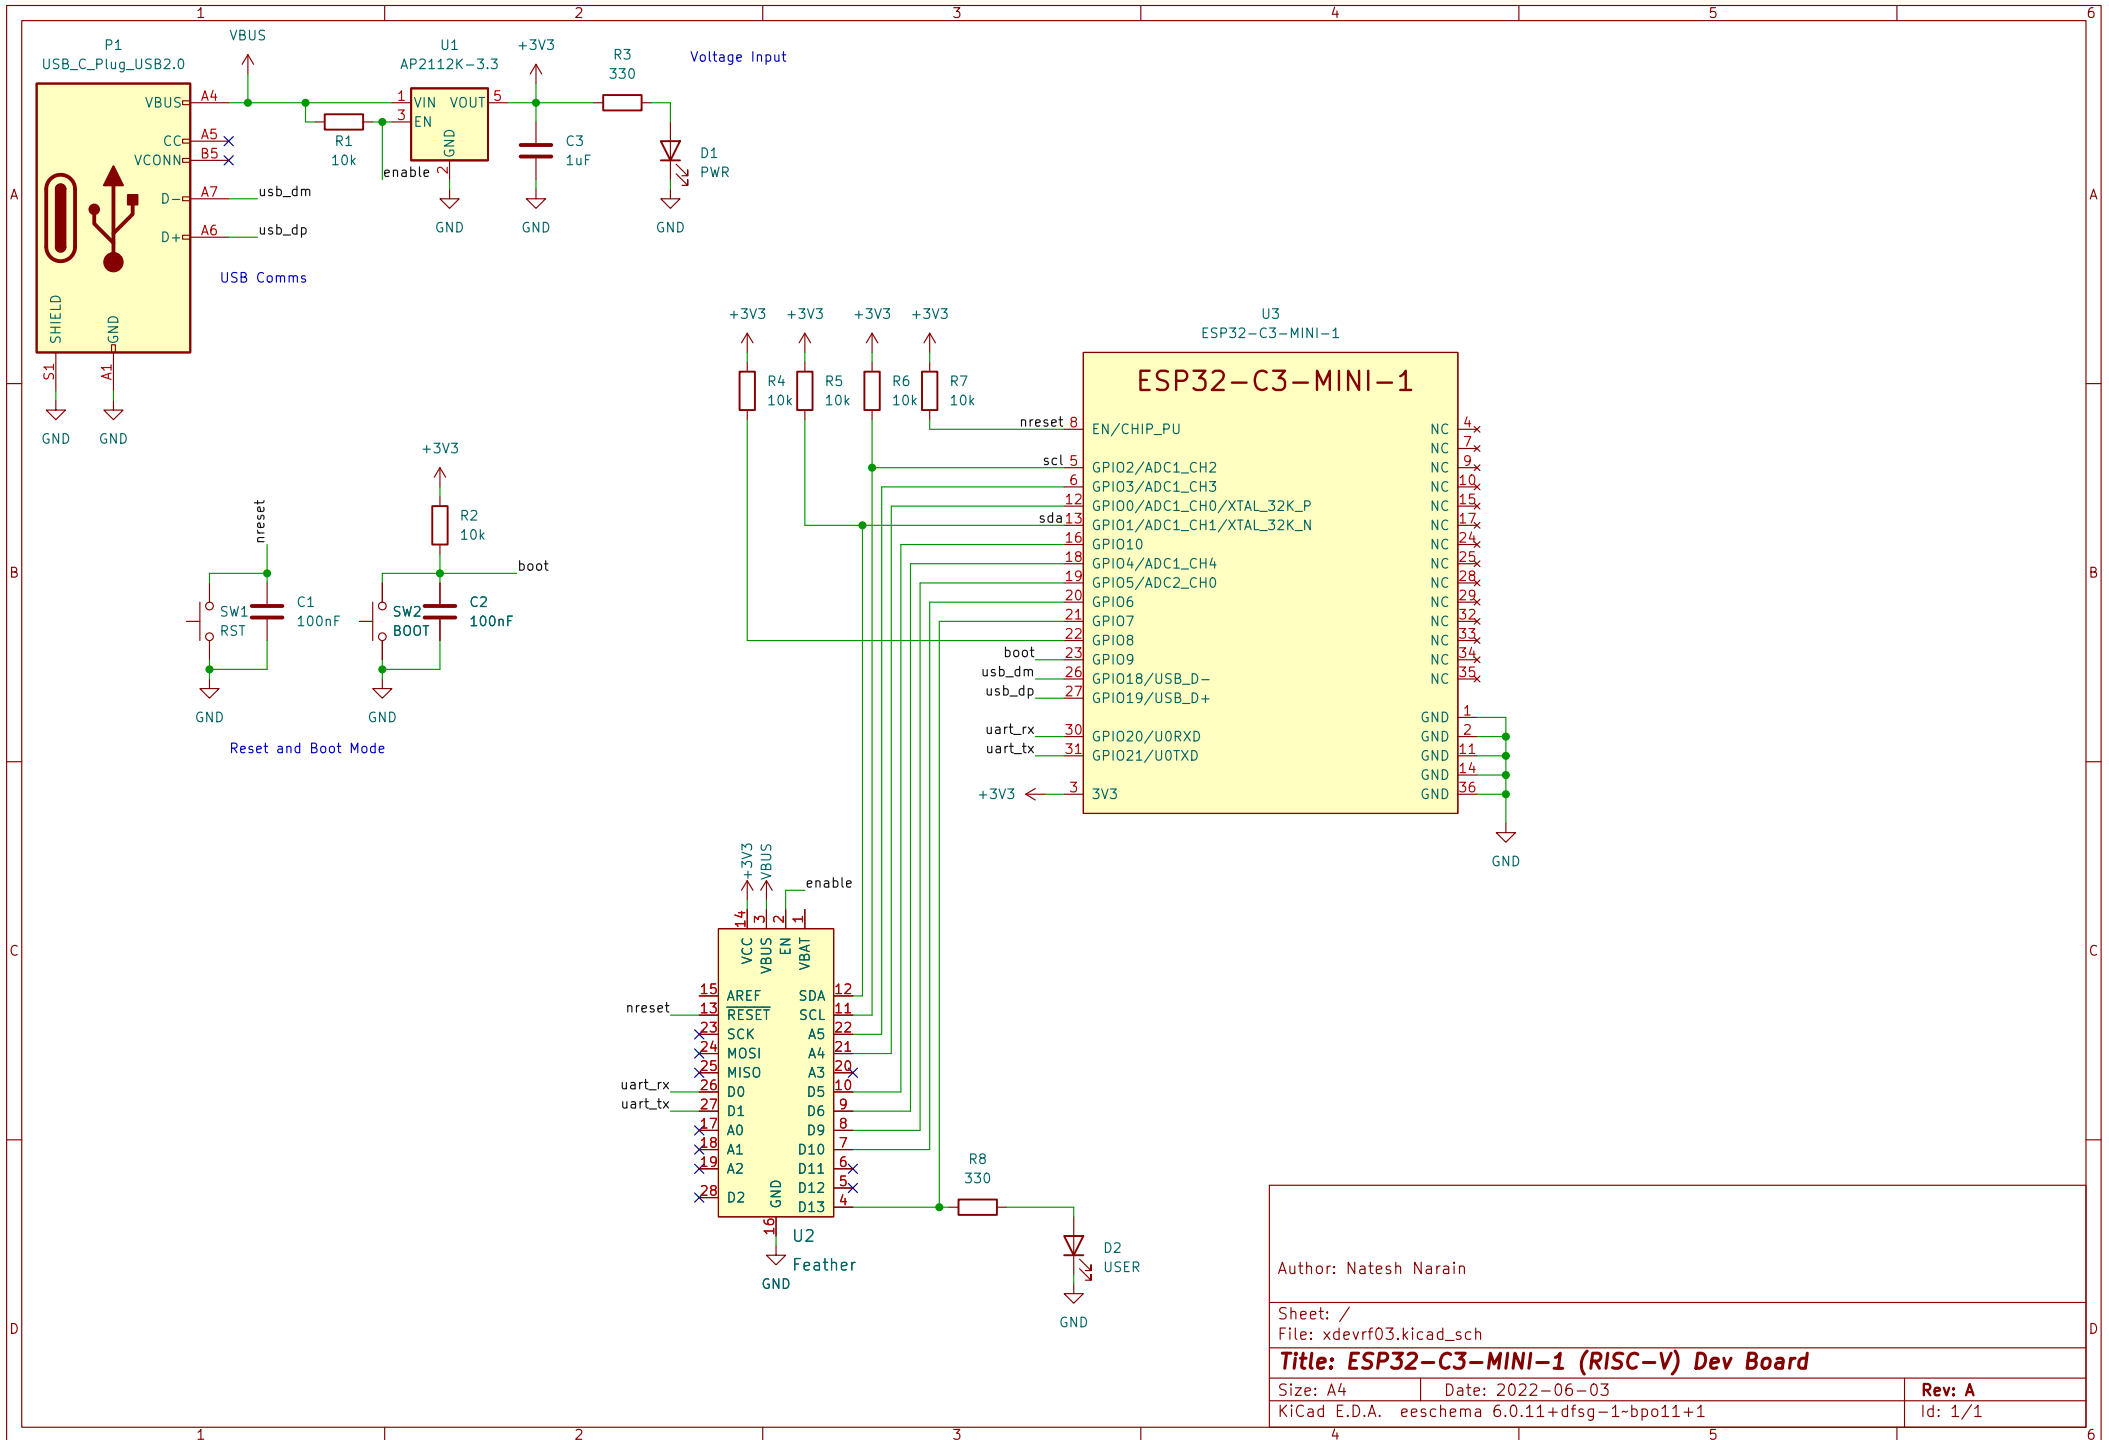 1 2 3 4 5 6
A
B
C
D
P1
USB_C_Plug_USB2.0
VBUS A4
CC A5
VCONN B5
D- A7 usb_dm
D+ A6 usb_dp
SHIELD S1
GND A1
GND
GND
VBUS
U1
AP2112K-3.3
1 VIN VOUT 5
3 EN
GND 2
GND
R1
10k
enable
+3V3
C3
1uF
GND
R3
330
D1
PWR
GND
Voltage Input
USB Comms
nreset
SW1
RST
C1
100nF
GND
+3V3
R2
10k
boot
SW2
BOOT
C2
100nF
GND
Reset and Boot Mode
+3V3 +3V3 +3V3 +3V3
R4 R5 R6 R7
10k 10k 10k 10k
U3
ESP32-C3-MINI-1
ESP32-C3-MINI-1
nreset 8 EN/CHIP_PU
scl 5 GPIO2/ADC1_CH2
6 GPIO3/ADC1_CH3
12 GPIO0/ADC1_CH0/XTAL_32K_P
sda 13 GPIO1/ADC1_CH1/XTAL_32K_N
16 GPIO10
18 GPIO4/ADC1_CH4
19 GPIO5/ADC2_CH0
20 GPIO6
21 GPIO7
22 GPIO8
boot 23 GPIO9
usb_dm 26 GPIO18/USB_D-
usb_dp 27 GPIO19/USB_D+
uart_rx 30 GPIO20/U0RXD
uart_tx 31 GPIO21/U0TXD
+3V3 3 3V3
NC 4
NC 7
NC 9
NC 10
NC 15
NC 17
NC 24
NC 25
NC 28
NC 29
NC 32
NC 33
NC 34
NC 35
GND 1
GND 2
GND 11
GND 14
GND 36
GND
+3V3 VBUS enable
14 3 2 1
VCC VBUS EN VBAT
15 AREF
nreset 13 RESET
23 SCK
24 MOSI
25 MISO
uart_rx 26 D0
uart_tx 27 D1
17 A0
18 A1
19 A2
28 D2
SDA 12
SCL 11
A5 22
A4 21
A3 20
D5 10
D6 9
D9 8
D10 7
D11 6
D12 5
D13 4
GND 16
GND
U2
Feather
R8
330
D2
USER
GND
Author: Natesh Narain
Sheet: /
File: xdevrf03.kicad_sch
Title: ESP32-C3-MINI-1 (RISC-V) Dev Board
Size: A4 Date: 2022-06-03 Rev: A
KiCad E.D.A. eeschema 6.0.11+dfsg-1~bpo11+1 Id: 1/1
A
B
C
D
1 2 3 4 5 6